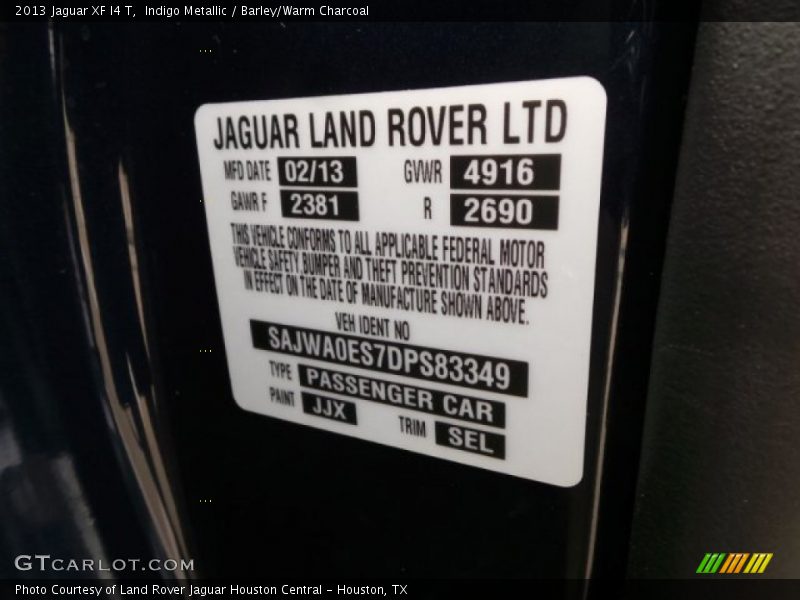 2013 Jaguar XF I4 T,  Indigo Metallic / Barley/Warm Charcoal
JAGUAR LAND ROVER LTD
MFD DATE 02/13 GVWR 4916
GAWR F 2381 R 2690
THIS VEHICLE CONFORMS TO ALL APPLICABLE FEDERAL MOTOR
VEHICLE SAFETY,BUMPER AND THEFT PREVENTION STANDARDS
IN EFFECT ON THE DATE OF MANUFACTURE SHOWN ABOVE.
VEH IDENT NO
SAJWA0ES7DPS83349
TYPE PASSENGER CAR
PAINT JJX TRIM SEL
GTCARLOT.COM
Photo Courtesy of Land Rover Jaguar Houston Central - Houston, TX